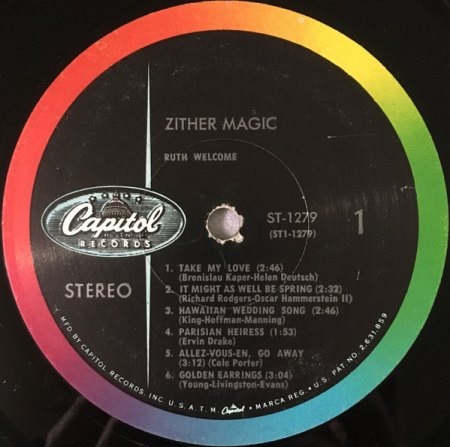 ZITHER MAGIC
RUTH WELCOME
Capitol
RECORDS
STEREO
ST-1279
(ST1-1279)
1
1. TAKE MY LOVE (2:46)
(Bronislau Kaper-Helen Deutsch)
2. IT MIGHT AS WELL BE SPRING (2:32)
(Richard Rodgers-Oscar Hammerstein II)
3. HAWAIIAN WEDDING SONG (2:46)
(King-Hoffman-Manning)
4. PARISIAN HEIRESS (1:53)
(Ervin Drake)
5. ALLEZ-VOUS-EN, GO AWAY
(3:12) (Cole Porter)
6. GOLDEN EARRINGS (3:04)
(Young-Livingston-Evans)
MFD. BY CAPITOL RECORDS, INC. U.S.A. T.M. Capitol MARCA REG. • U.S. PAT. NO. 2,631,859